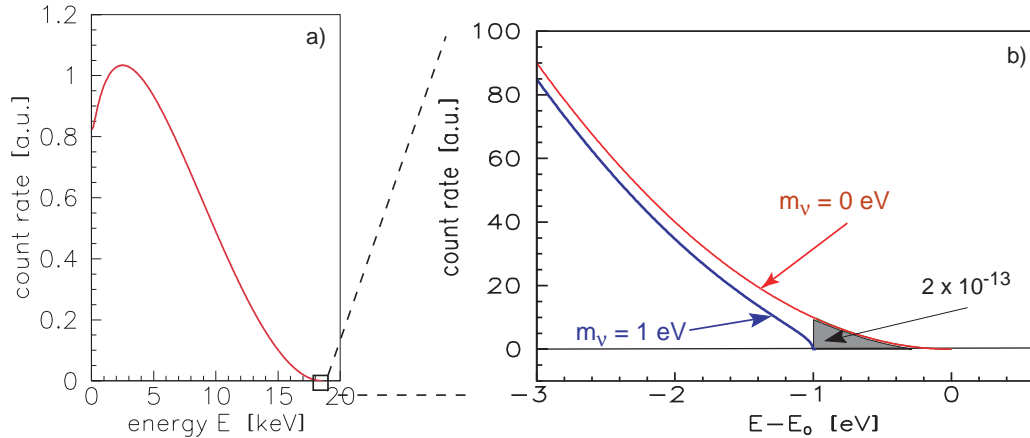 a)
1.2
1
0.8
0.6
0.4
0.2
0
count rate [a.u.]
0 5 10 15 20
energy E [keV]
b)
100
80
60
40
20
0
count rate [a.u.]
mν = 0 eV
2 x 10⁻¹³
mν = 1 eV
−3 −2 −1 0
E−E₀ [eV]